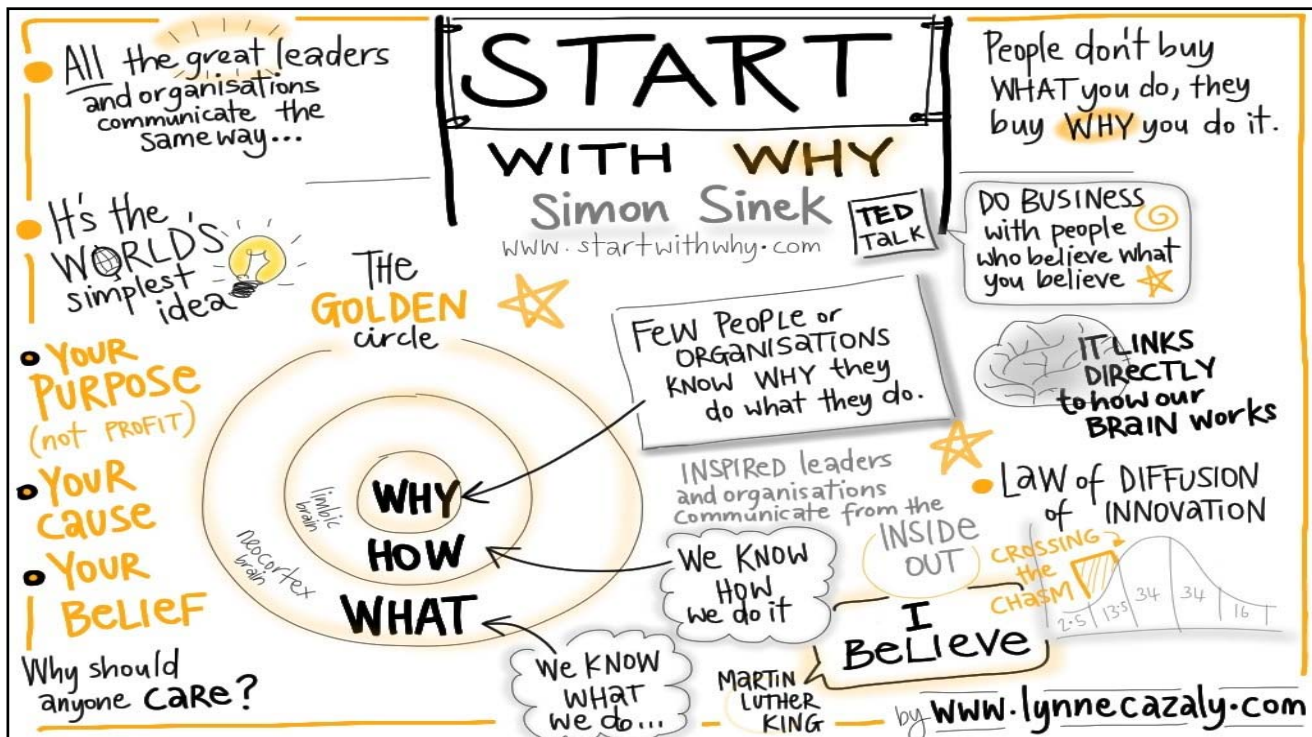 All the great leaders
and organisations
communicate the
same way...
START
WITH WHY
Simon Sinek
www.startwithwhy.com
TED
TALK
People don't buy
WHAT you do, they
buy WHY you do it.
DO BUSINESS
with people
who believe what
you believe
It's the
WORLD'S
simplest
idea
THE
GOLDEN
circle
FEW PEOPLE or
ORGANISATIONS
KNOW WHY they
do what they do.
IT LINKS
DIRECTLY
to how our
BRAIN WORKS
YOUR
PURPOSE
(not PROFIT)
YOUR
CAUSE
YOUR
BELIEF
Why should
anyone CARE?
WHY
limbic
brain
HOW
neocortex
brain
WHAT
INSPIRED leaders
and organisations
communicate from the
INSIDE
OUT
We KNOW
HOW
we do it
We KNOW
WHAT
we do...
I
BELIEVE
MARTIN
LUTHER
KING
LAW of DIFFUSION
of INNOVATION
CROSSING
the
CHASM
2.5 13.5 34 34 16
by www.lynnecazaly.com